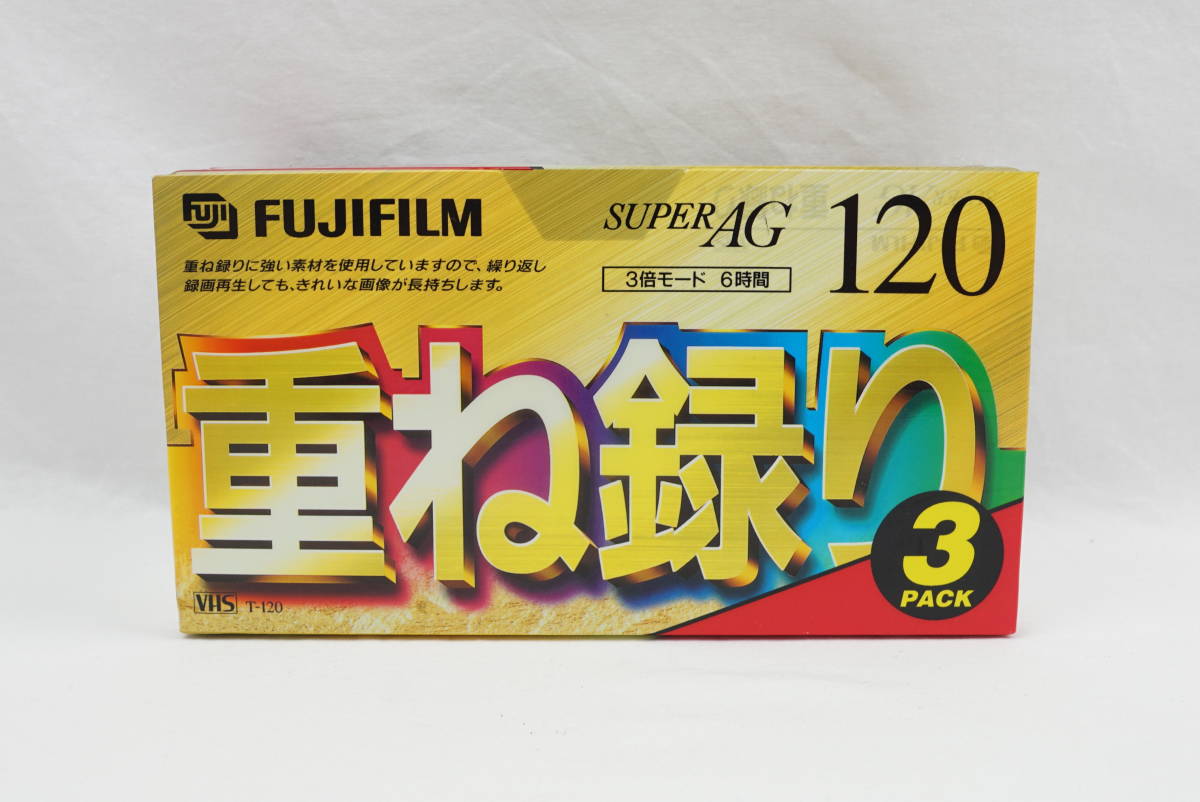 FUJI FUJIFILM
重ね録りに強い素材を使用していますので、繰り返し
録画再生しても、きれいな画像が長持ちします。
SUPER AG 120
3倍モード 6時間
重ね録り
VHS T-120
3
PACK